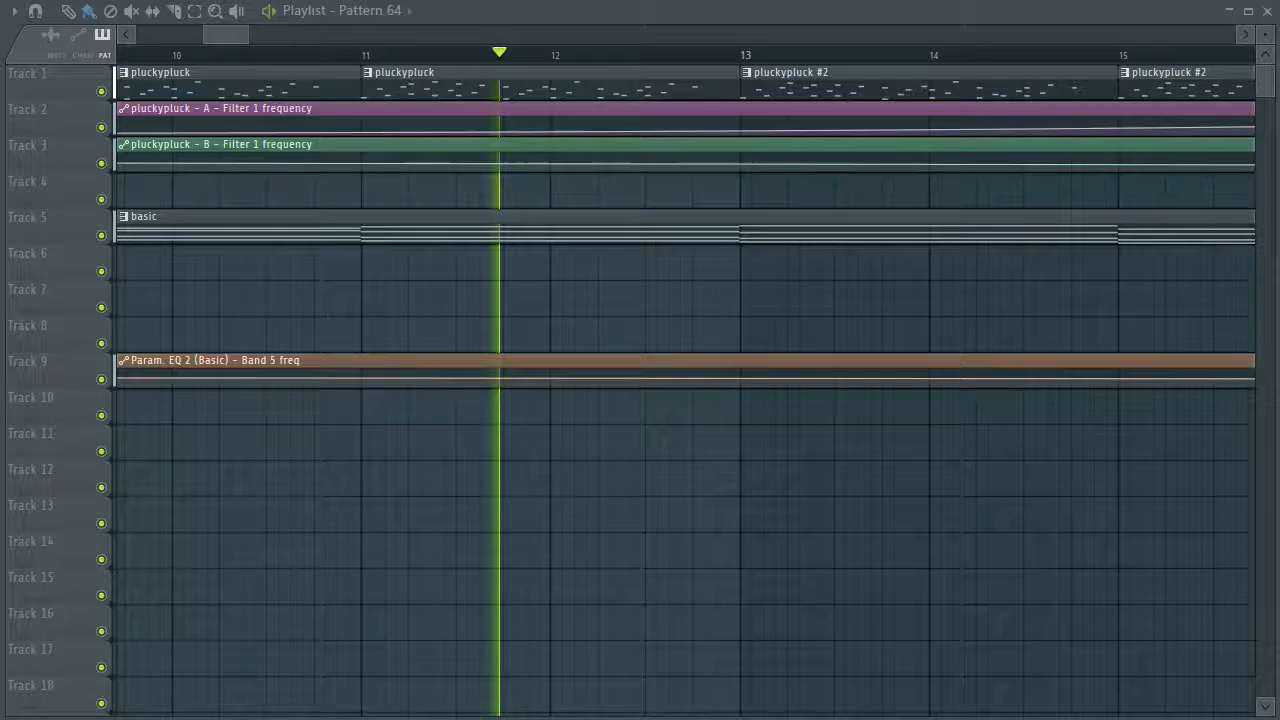 Playlist - Pattern 64
NOTE CHAN PAT
10 11 12 13 14 15
Track 1
pluckypluck pluckypluck pluckypluck #2 pluckypluck #2
Track 2
pluckypluck - A - Filter 1 frequency
Track 3
pluckypluck - B - Filter 1 frequency
Track 4
Track 5
basic
Track 6
Track 7
Track 8
Track 9
Param. EQ 2 (Basic) - Band 5 freq
Track 10
Track 11
Track 12
Track 13
Track 14
Track 15
Track 16
Track 17
Track 18